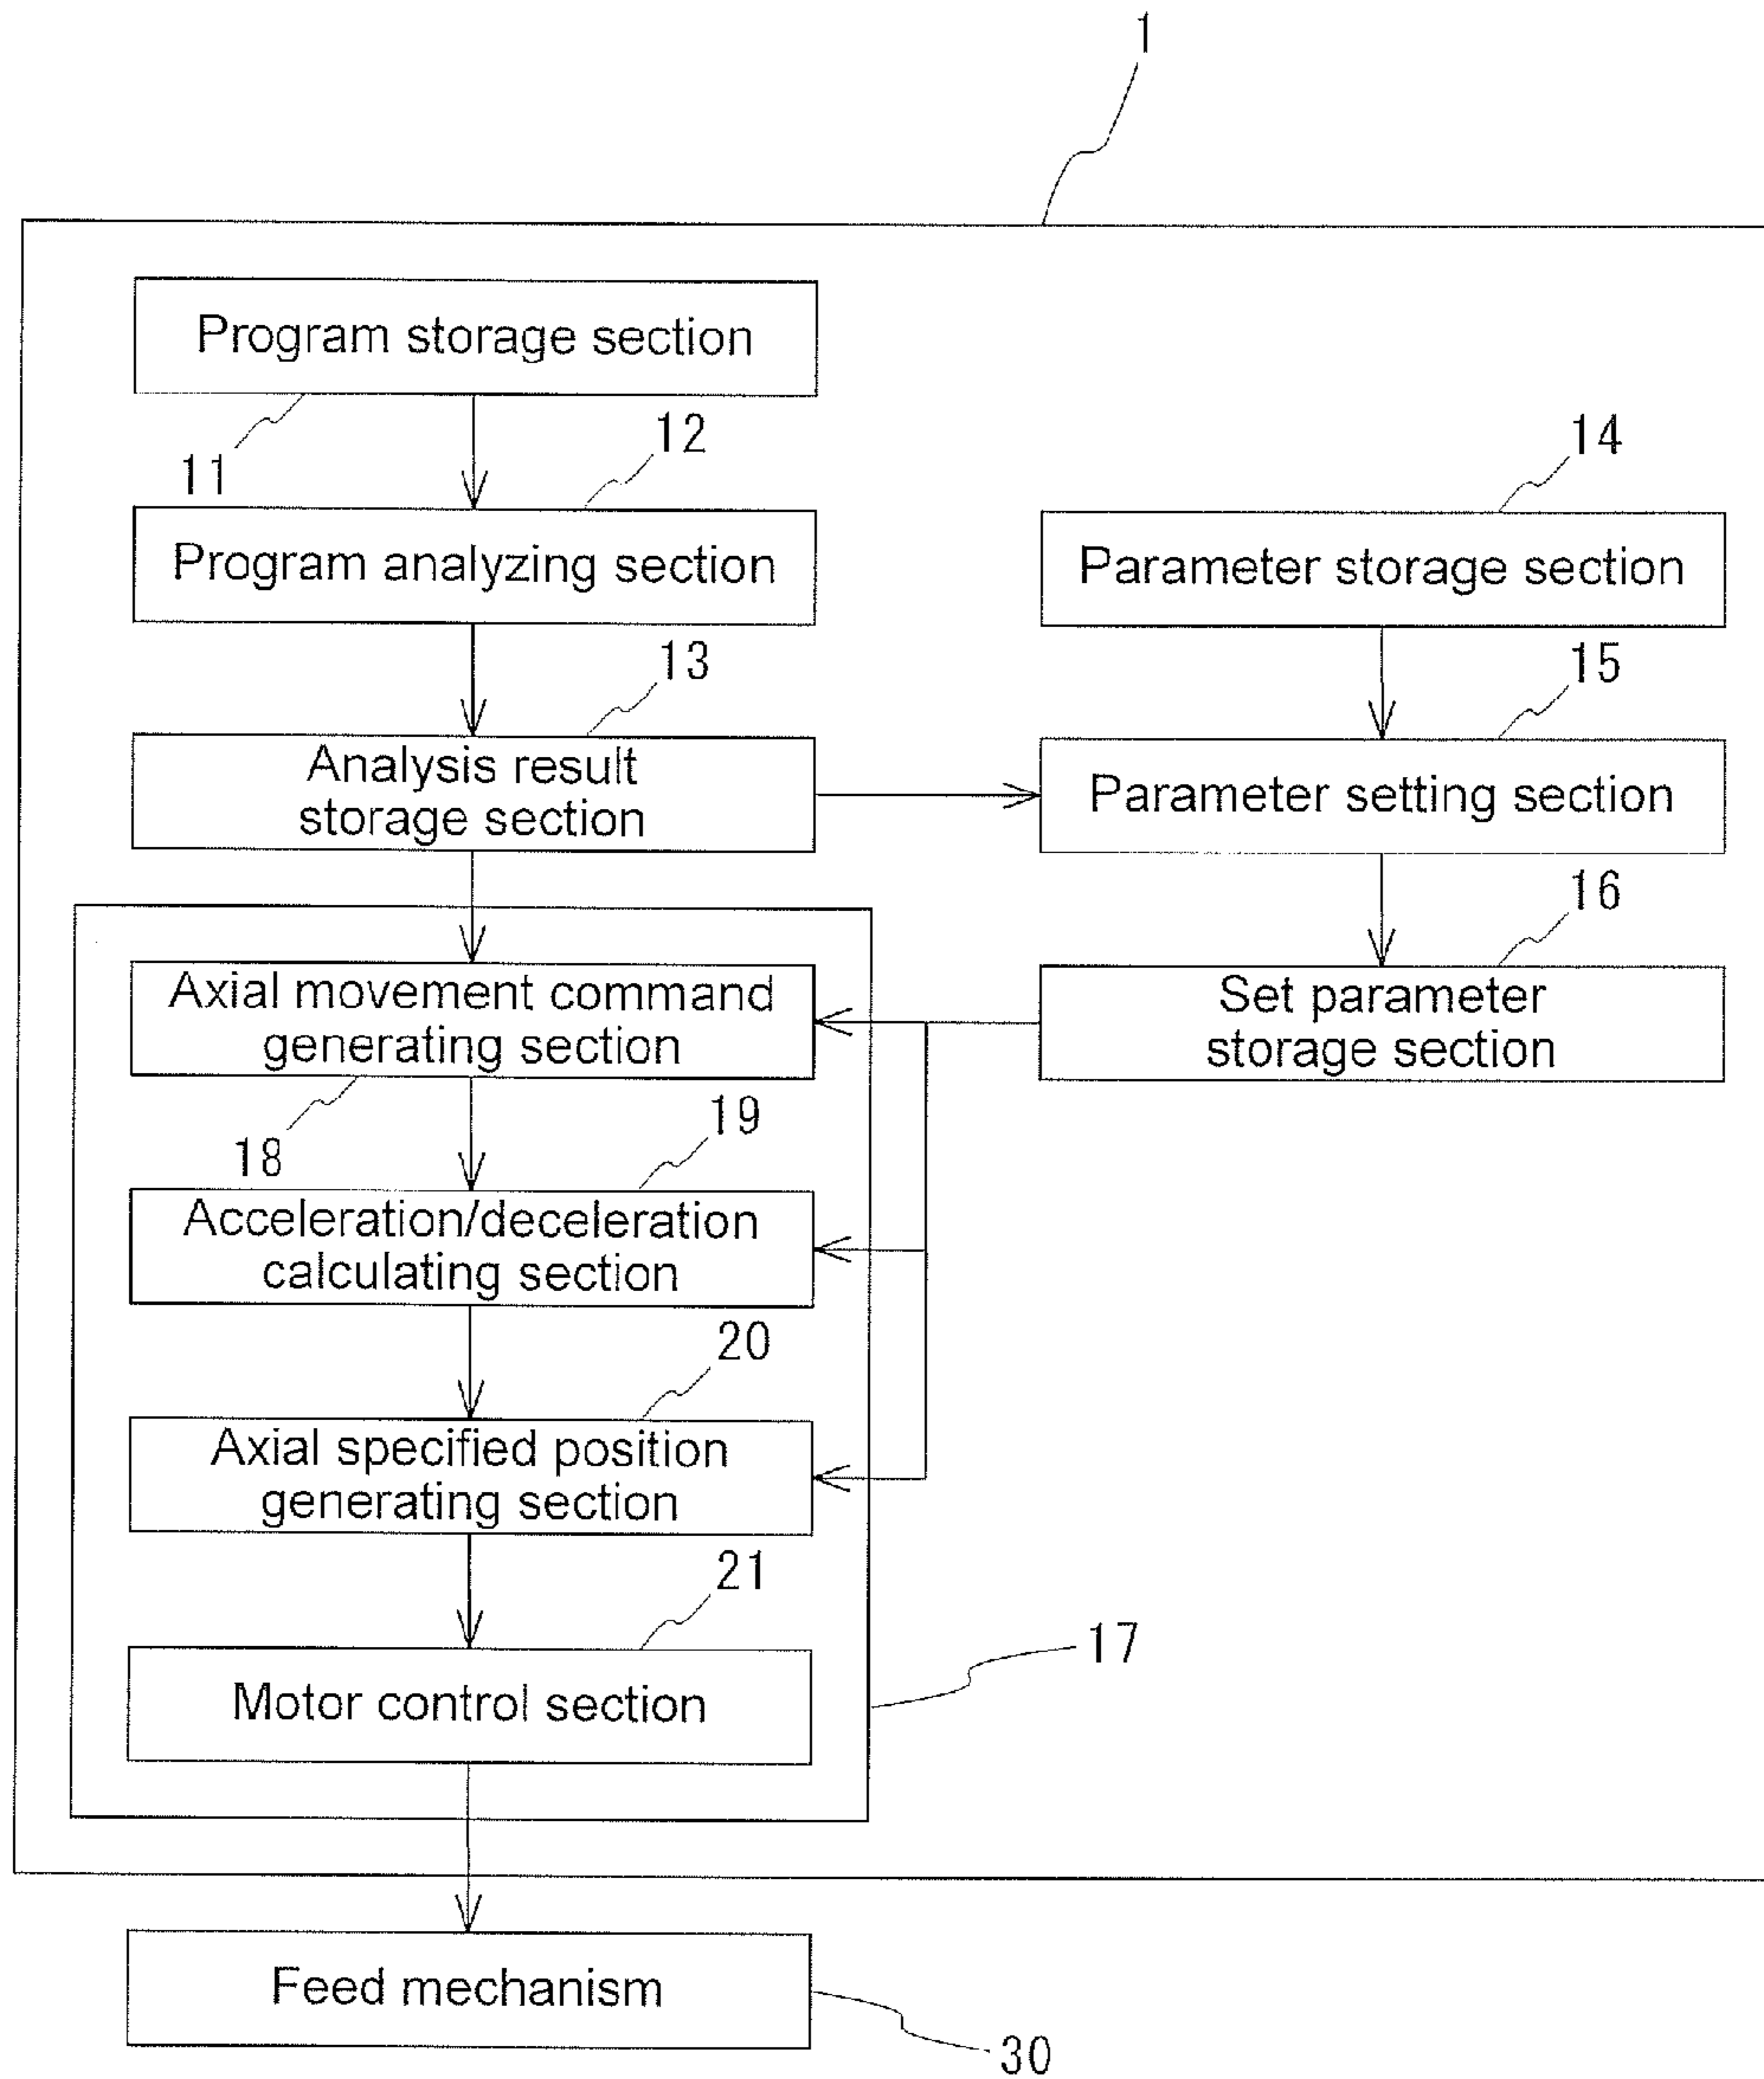 1
Program storage section
11
12
14
Program analyzing section
Parameter storage section
13
15
Analysis result
storage section
Parameter setting section
16
Axial movement command
generating section
Set parameter
storage section
18
19
Acceleration/deceleration
calculating section
20
Axial specified position
generating section
21
17
Motor control section
Feed mechanism
30